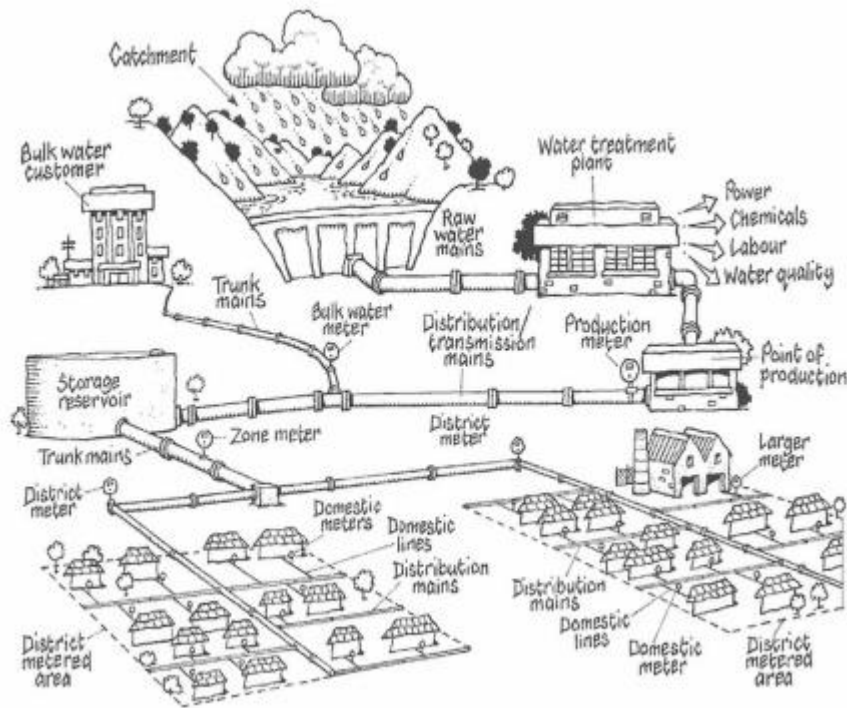 Catchment
Bulk water
customer
Water treatment
plant
Power
Chemicals
Labour
Water quality
Raw
water
mains
Trunk
mains
Bulk water
meter
Distribution
transmission
mains
Production
meter
Point of
production
Storage
reservoir
Zone meter
District
meter
Trunk mains
Larger
meter
District
meter
Domestic
meters
Domestic
lines
Distribution
mains
Distribution
mains
Domestic
lines
Domestic
meter
District
metered
area
District
metered
area